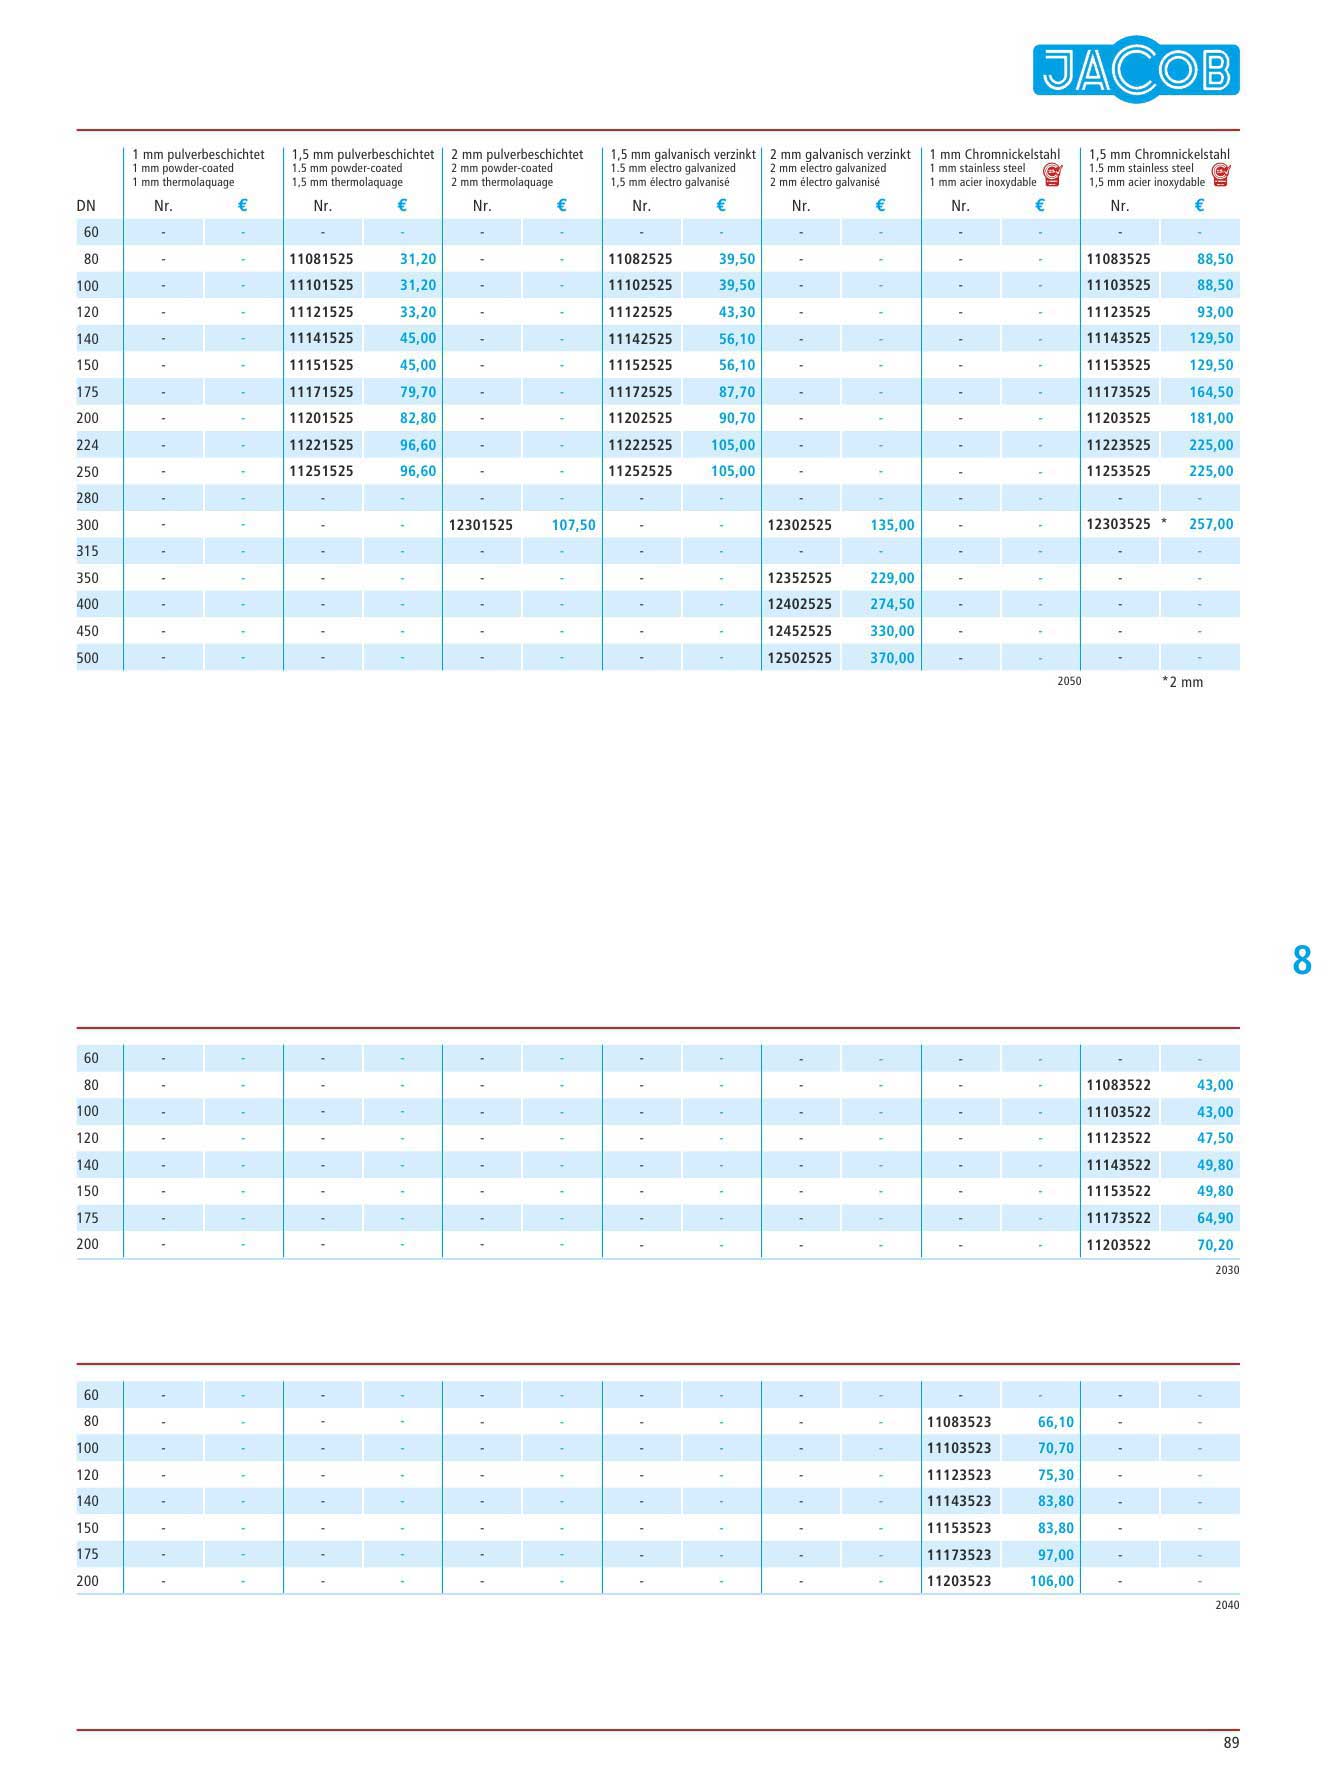 JACOB
1 mm pulverbeschichtet 1,5 mm pulverbeschichtet 2 mm pulverbeschichtet 1,5 mm galvanisch verzinkt 2 mm galvanisch verzinkt 1 mm Chromnickelstahl 1,5 mm Chromnickelstahl
1 mm powder-coated 1.5 mm powder-coated 2 mm powder-coated 1.5 mm electro galvanized 2 mm electro galvanized 1 mm stainless steel 1.5 mm stainless steel
1 mm thermolaquage 1,5 mm thermolaquage 2 mm thermolaquage 1,5 mm électro galvanisé 2 mm électro galvanisé 1 mm acier inoxydable 1,5 mm acier inoxydable
DN Nr. € Nr. € Nr. € Nr. € Nr. € Nr. € Nr. €
60 - - - - - - - - - - - - - -
80 - - 11081525 31,20 - - 11082525 39,50 - - - - 11083525 88,50
100 - - 11101525 31,20 - - 11102525 39,50 - - - - 11103525 88,50
120 - - 11121525 33,20 - - 11122525 43,30 - - - - 11123525 93,00
140 - - 11141525 45,00 - - 11142525 56,10 - - - - 11143525 129,50
150 - - 11151525 45,00 - - 11152525 56,10 - - - - 11153525 129,50
175 - - 11171525 79,70 - - 11172525 87,70 - - - - 11173525 164,50
200 - - 11201525 82,80 - - 11202525 90,70 - - - - 11203525 181,00
224 - - 11221525 96,60 - - 11222525 105,00 - - - - 11223525 225,00
250 - - 11251525 96,60 - - 11252525 105,00 - - - - 11253525 225,00
280 - - - - - - - - - - - - - -
300 - - - - 12301525 107,50 - - 12302525 135,00 - - 12303525 * 257,00
315 - - - - - - - - - - - - - -
350 - - - - - - - - 12352525 229,00 - - - -
400 - - - - - - - - 12402525 274,50 - - - -
450 - - - - - - - - 12452525 330,00 - - - -
500 - - - - - - - - 12502525 370,00 - - - -
2050 *2 mm
8
60 - - - - - - - - - - - - - -
80 - - - - - - - - - - - - 11083522 43,00
100 - - - - - - - - - - - - 11103522 43,00
120 - - - - - - - - - - - - 11123522 47,50
140 - - - - - - - - - - - - 11143522 49,80
150 - - - - - - - - - - - - 11153522 49,80
175 - - - - - - - - - - - - 11173522 64,90
200 - - - - - - - - - - - - 11203522 70,20
2030
60 - - - - - - - - - - - - - -
80 - - - - - - - - - - 11083523 66,10 - -
100 - - - - - - - - - - 11103523 70,70 - -
120 - - - - - - - - - - 11123523 75,30 - -
140 - - - - - - - - - - 11143523 83,80 - -
150 - - - - - - - - - - 11153523 83,80 - -
175 - - - - - - - - - - 11173523 97,00 - -
200 - - - - - - - - - - 11203523 106,00 - -
2040
89